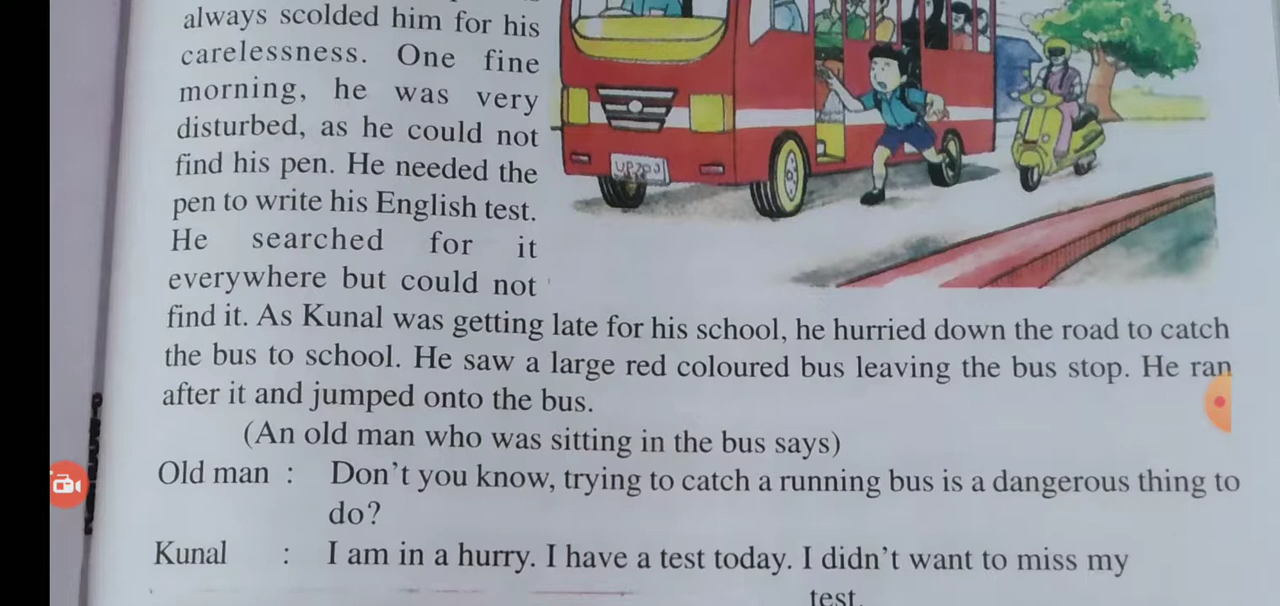 always scolded him for his
carelessness. One fine
morning, he was very
disturbed, as he could not
find his pen. He needed the
pen to write his English test.
He searched for it
everywhere but could not
find it. As Kunal was getting late for his school, he hurried down the road to catch
the bus to school. He saw a large red coloured bus leaving the bus stop. He ran
after it and jumped onto the bus.
(An old man who was sitting in the bus says)
Old man : Don't you know, trying to catch a running bus is a dangerous thing to
do?
Kunal : I am in a hurry. I have a test today. I didn't want to miss my
test.